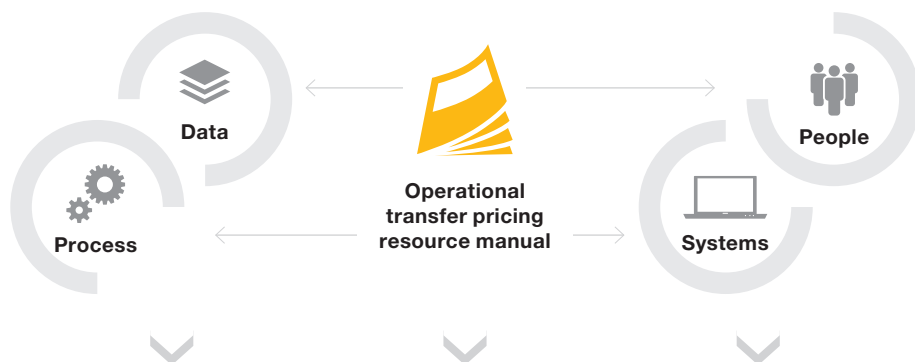 Data
People
Operational
transfer pricing
resource manual
Process
Systems